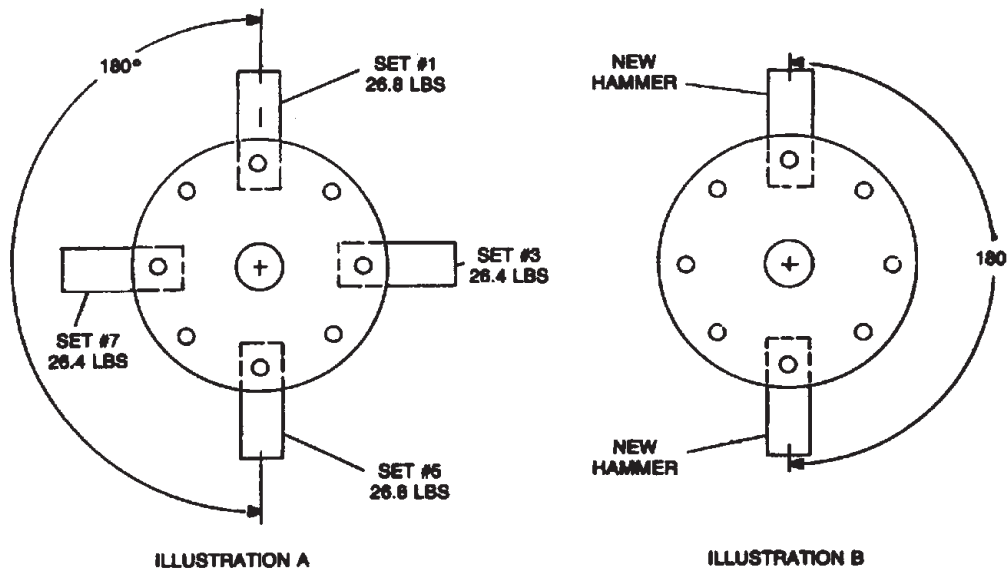 180°
SET #1
26.8 LBS
SET #3
26.4 LBS
SET #7
26.4 LBS
SET #5
26.8 LBS
ILLUSTRATION A
NEW
HAMMER
180
NEW
HAMMER
ILLUSTRATION B